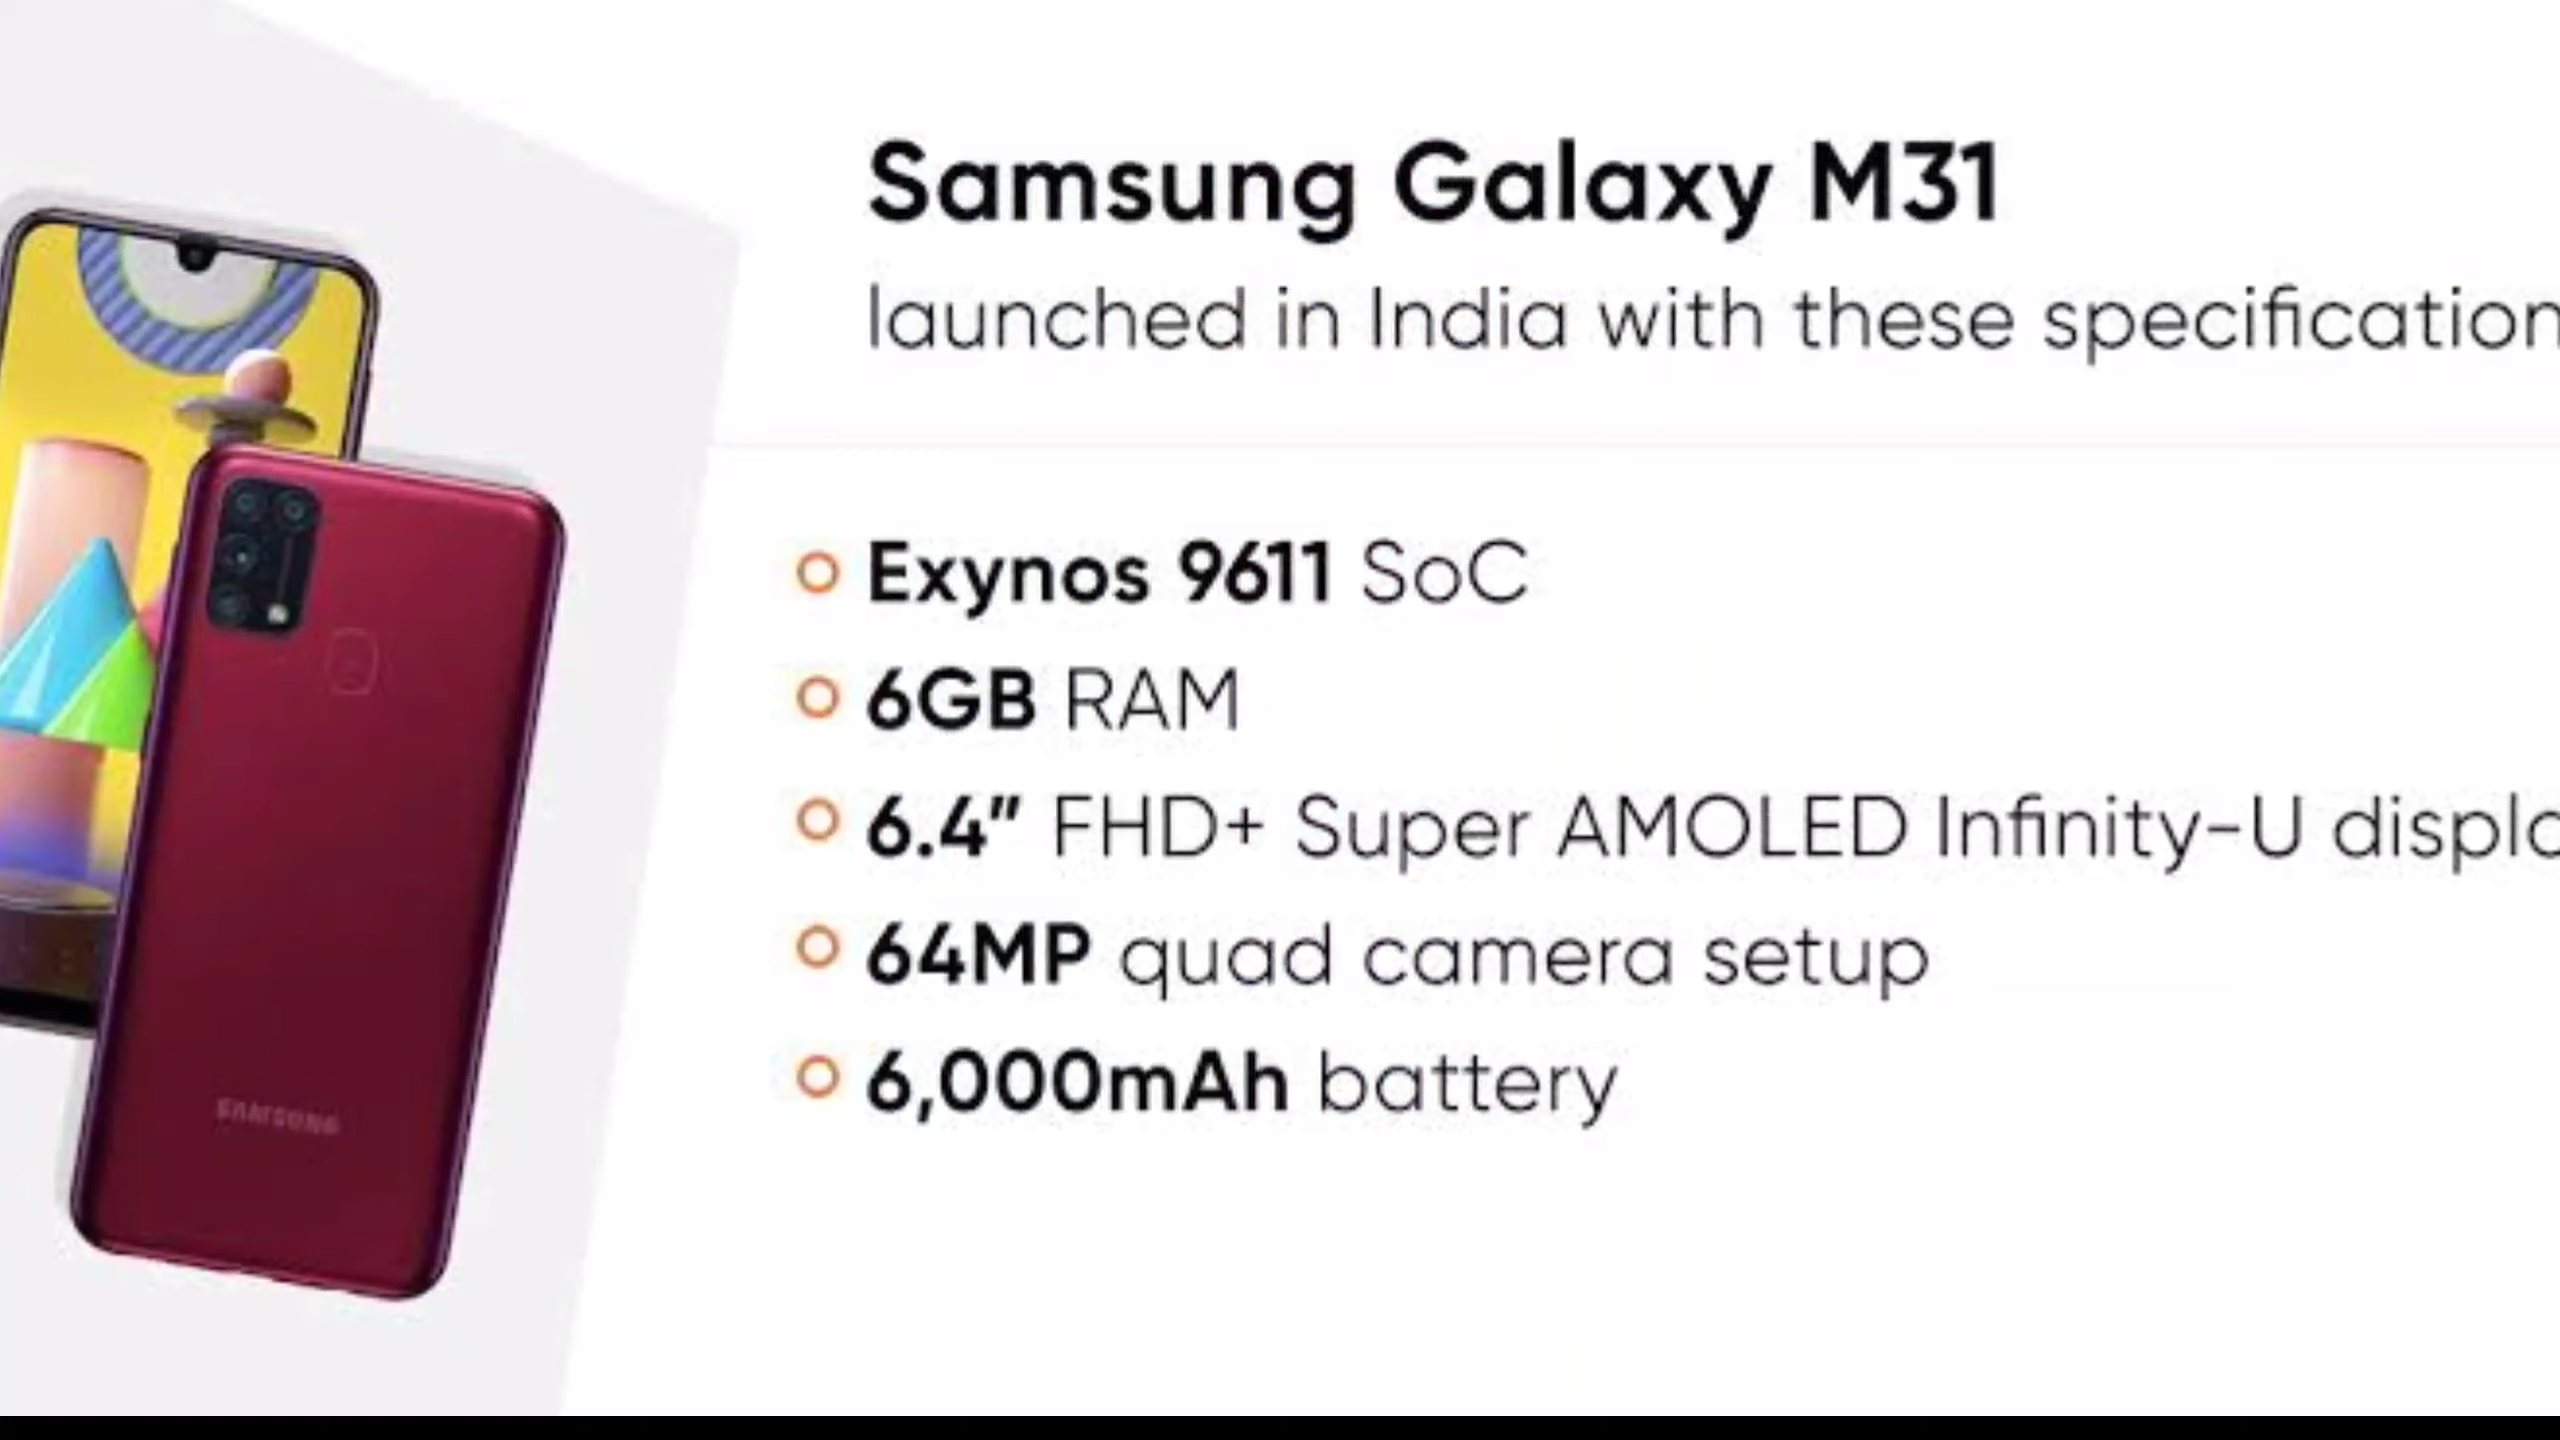 Samsung Galaxy M31
launched in India with these specification
Exynos 9611 SoC
6GB RAM
6.4" FHD+ Super AMOLED Infinity-U displa
64MP quad camera setup
6,000mAh battery
SAMSUNG